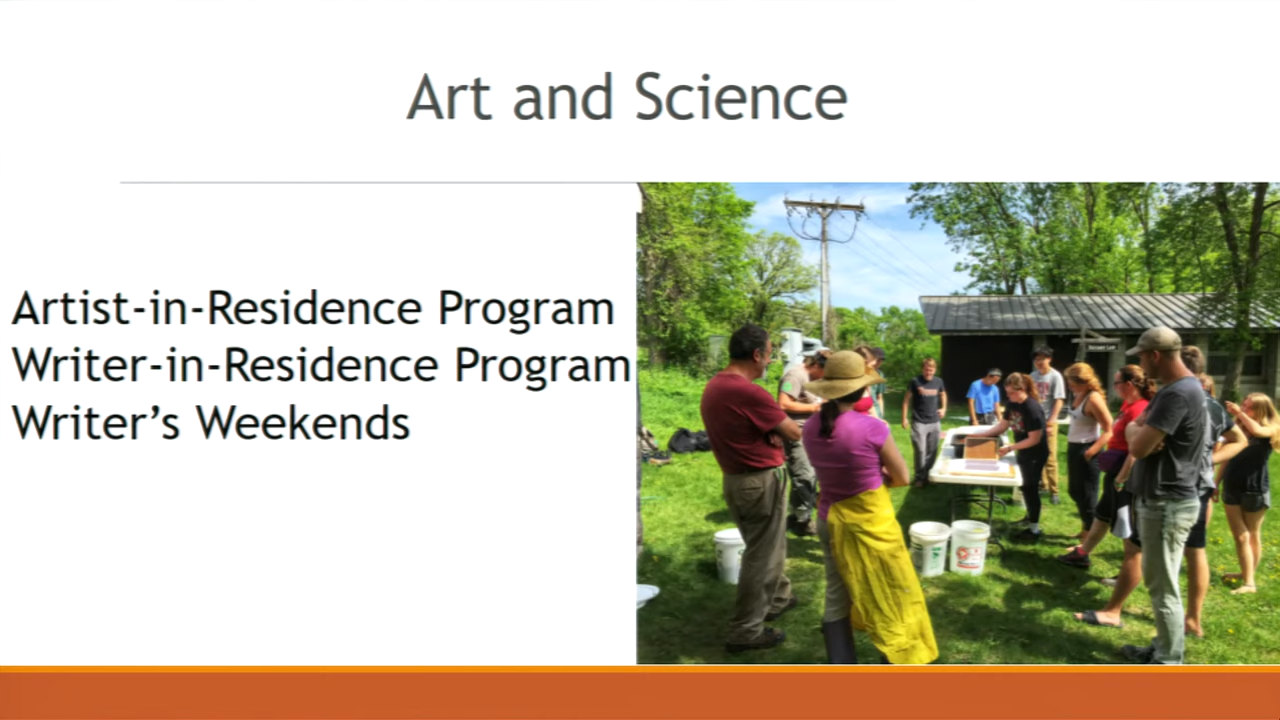 Art and Science
Artist-in-Residence Program
Writer-in-Residence Program
Writer’s Weekends